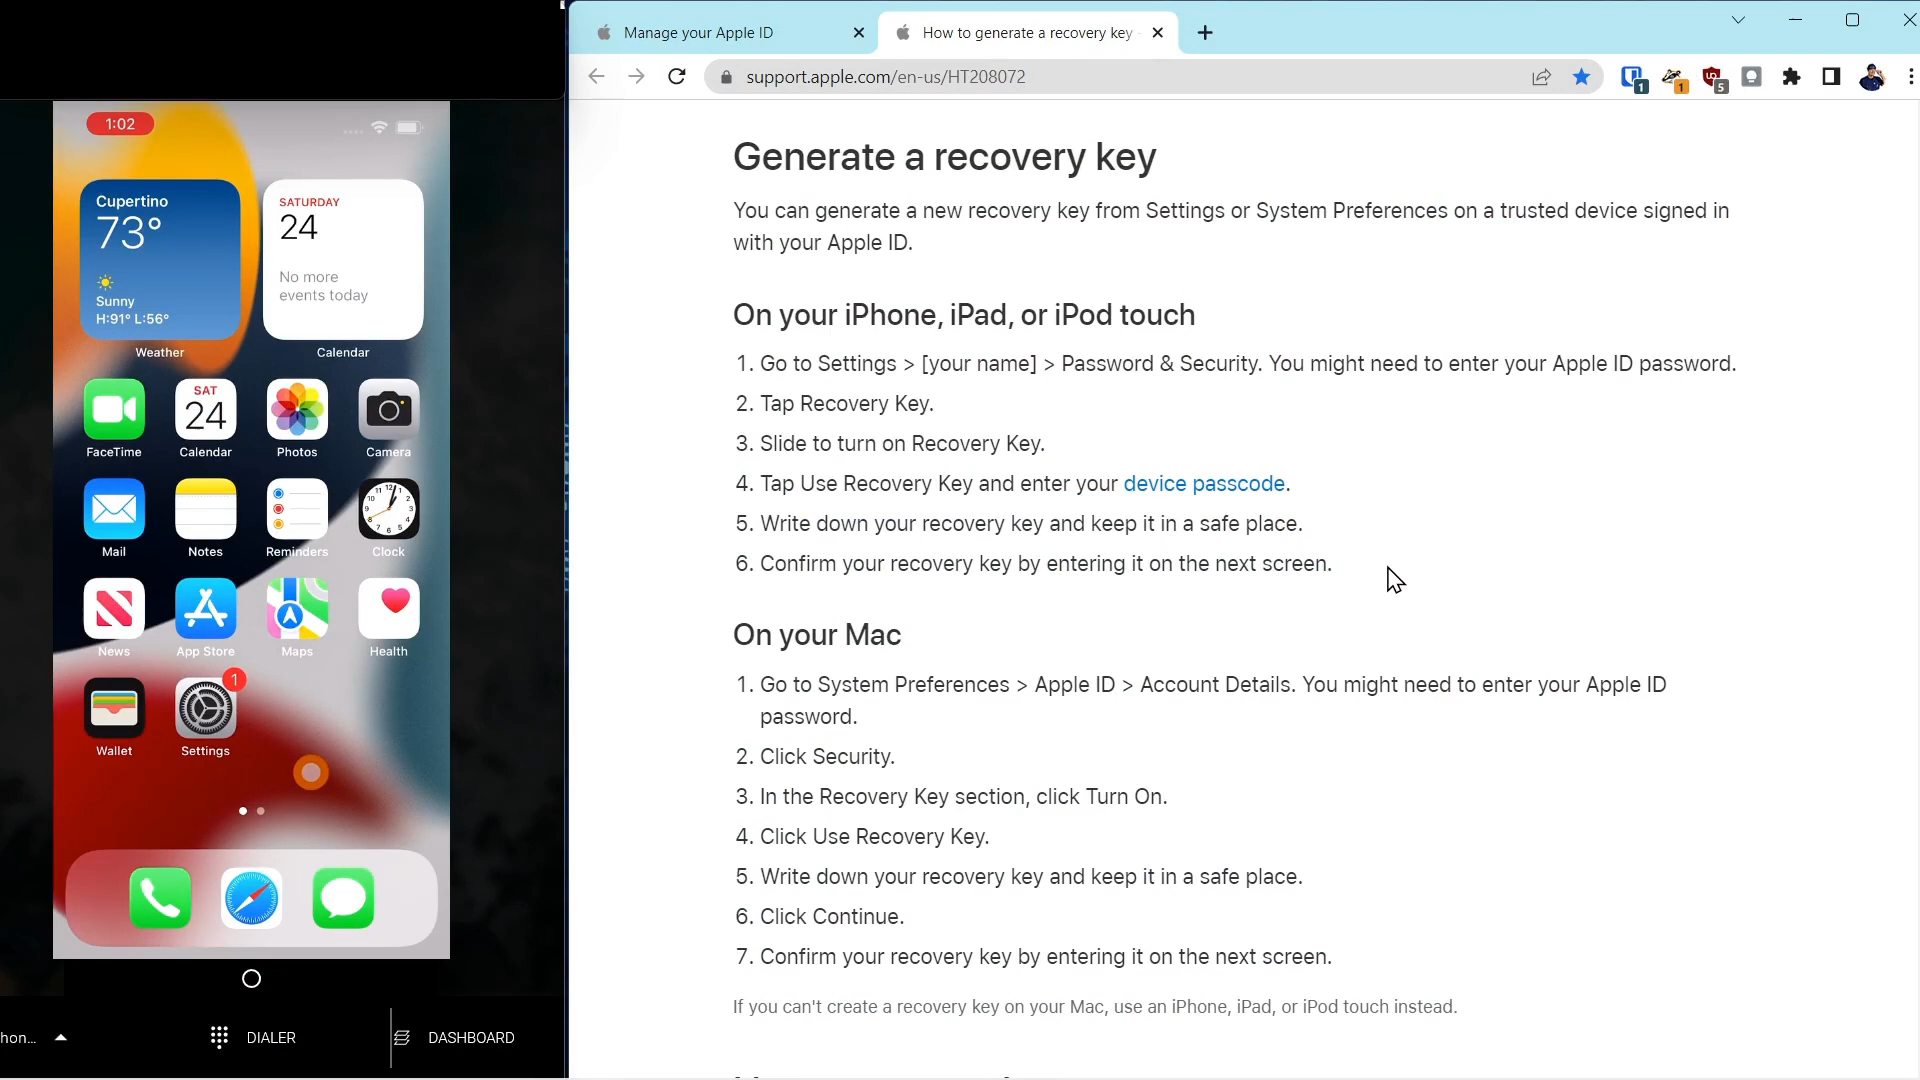 Manage your Apple ID
How to generate a recovery key
support.apple.com/en-us/HT208072
1
1
5
1:02
Cupertino
73°
Sunny
H:91° L:56°
Weather
SATURDAY
24
No more
events today
Calendar
FaceTime
SAT
24
Calendar
Photos
Camera
Mail
Notes
Reminders
Clock
News
App Store
Maps
Health
Wallet
1
Settings
hon...
DIALER
DASHBOARD
Generate a recovery key
You can generate a new recovery key from Settings or System Preferences on a trusted device signed in
with your Apple ID.
On your iPhone, iPad, or iPod touch
1. Go to Settings > [your name] > Password & Security. You might need to enter your Apple ID password.
2. Tap Recovery Key.
3. Slide to turn on Recovery Key.
4. Tap Use Recovery Key and enter your device passcode.
5. Write down your recovery key and keep it in a safe place.
6. Confirm your recovery key by entering it on the next screen.
On your Mac
1. Go to System Preferences > Apple ID > Account Details. You might need to enter your Apple ID
password.
2. Click Security.
3. In the Recovery Key section, click Turn On.
4. Click Use Recovery Key.
5. Write down your recovery key and keep it in a safe place.
6. Click Continue.
7. Confirm your recovery key by entering it on the next screen.
If you can't create a recovery key on your Mac, use an iPhone, iPad, or iPod touch instead.